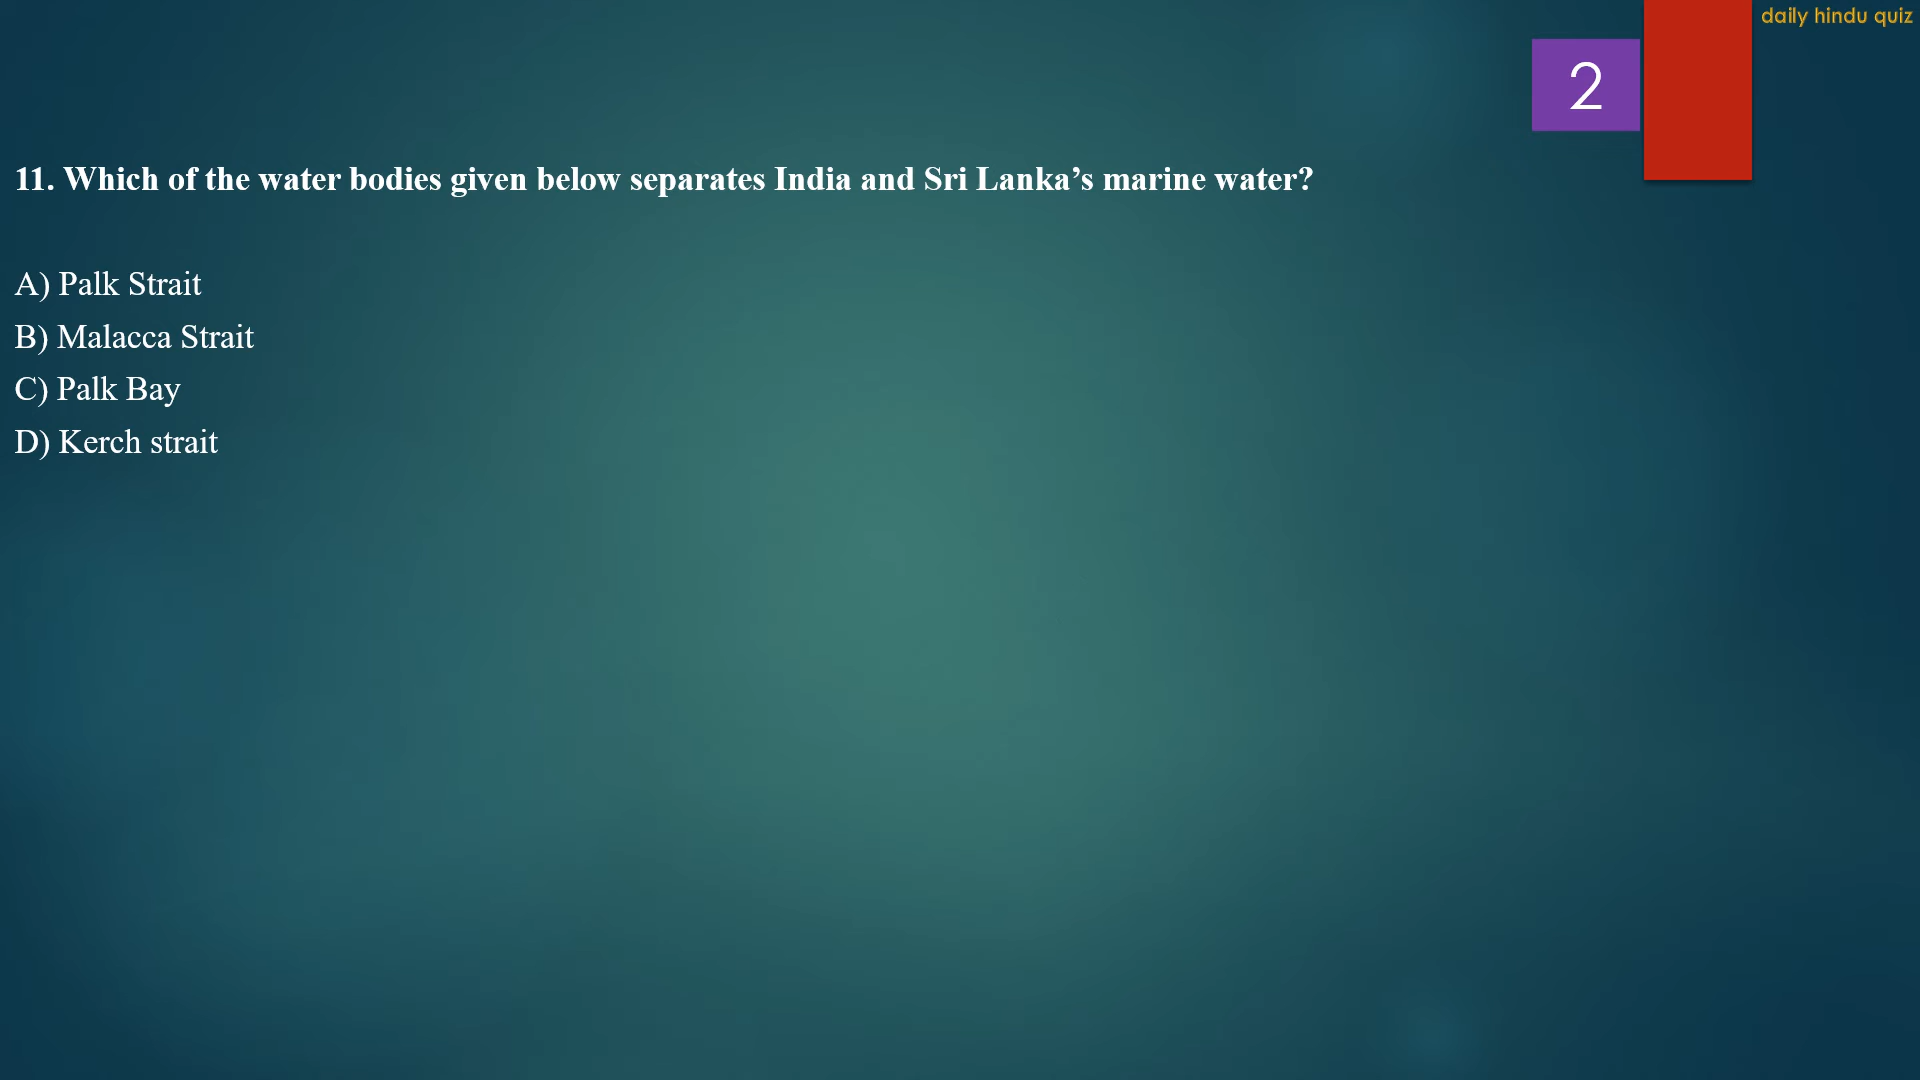 daily hindu quiz
2
11. Which of the water bodies given below separates India and Sri Lanka’s marine water?
A) Palk Strait
B) Malacca Strait
C) Palk Bay
D) Kerch strait